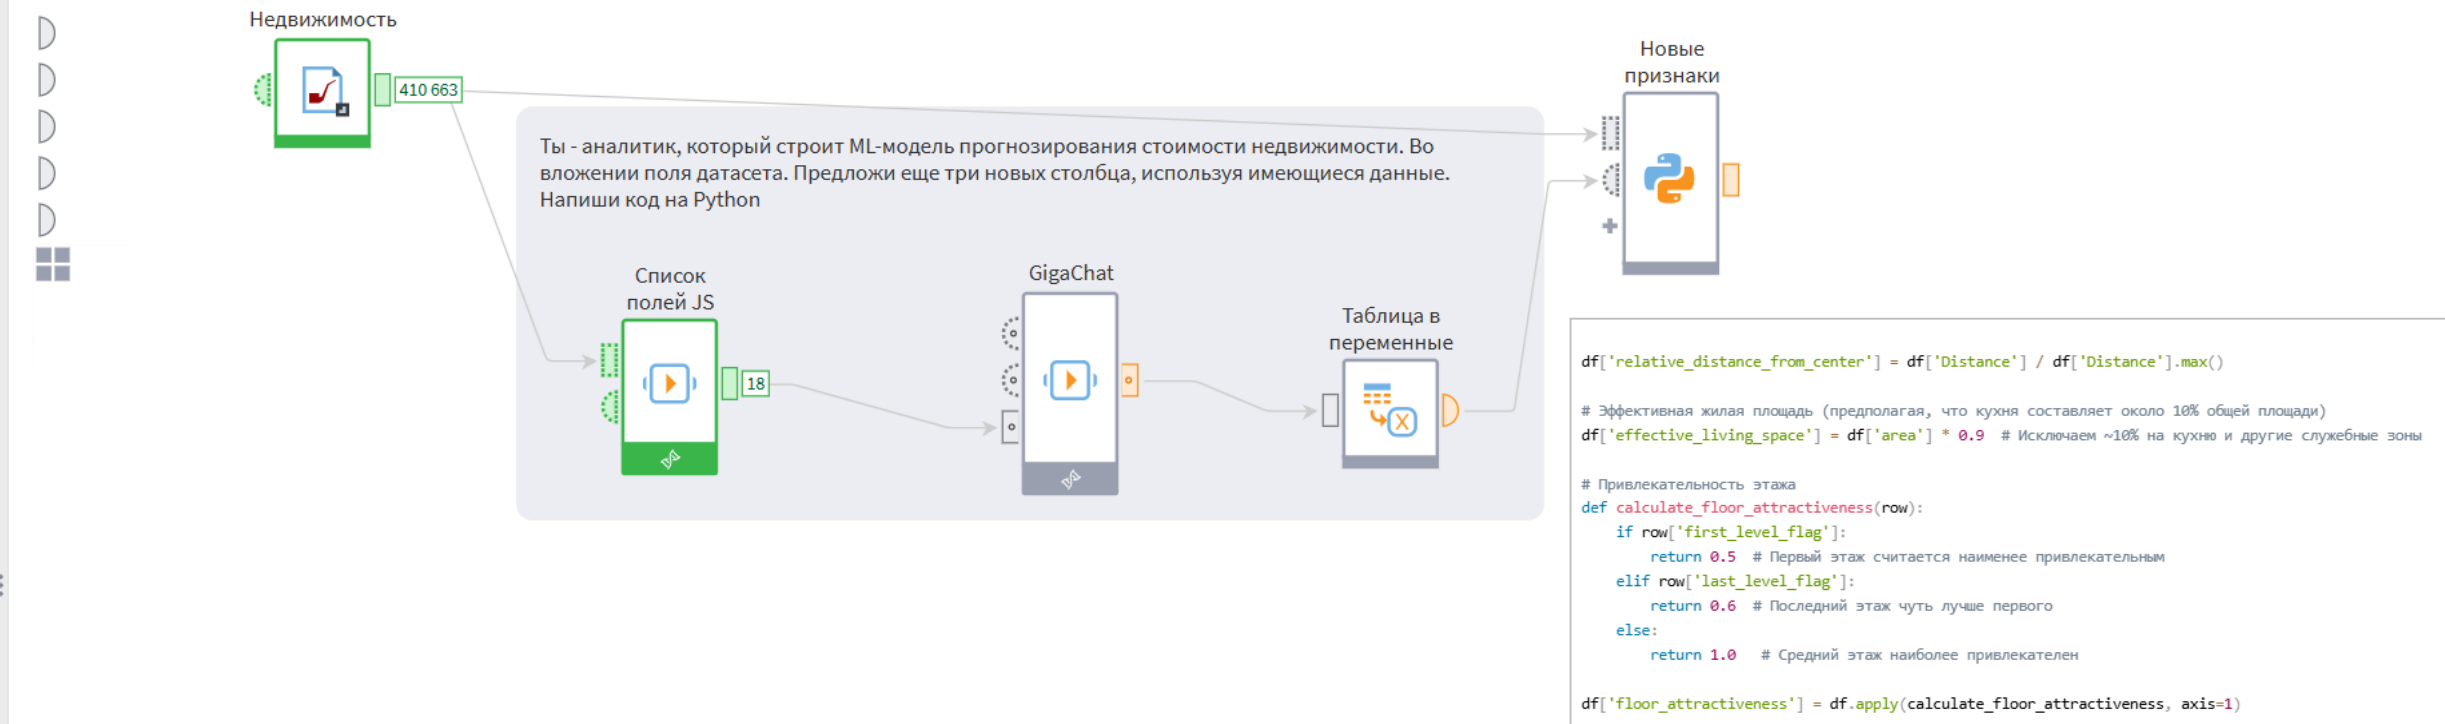 Недвижимость
410 663
Ты - аналитик, который строит ML-модель прогнозирования стоимости недвижимости. Во
вложении поля датасета. Предложи еще три новых столбца, используя имеющиеся данные.
Напиши код на Python
Список
полей JS
18
GigaChat
Таблица в
переменные
Новые
признаки
df['relative_distance_from_center'] = df['Distance'] / df['Distance'].max()
# Эффективная жилая площадь (предполагая, что кухня составляет около 10% общей площади)
df['effective_living_space'] = df['area'] * 0.9  # Исключаем ~10% на кухню и другие служебные зоны
# Привлекательность этажа
def calculate_floor_attractiveness(row):
    if row['first_level_flag']:
        return 0.5  # Первый этаж считается наименее привлекательным
    elif row['last_level_flag']:
        return 0.6  # Последний этаж чуть лучше первого
    else:
        return 1.0   # Средний этаж наиболее привлекателен
df['floor_attractiveness'] = df.apply(calculate_floor_attractiveness, axis=1)